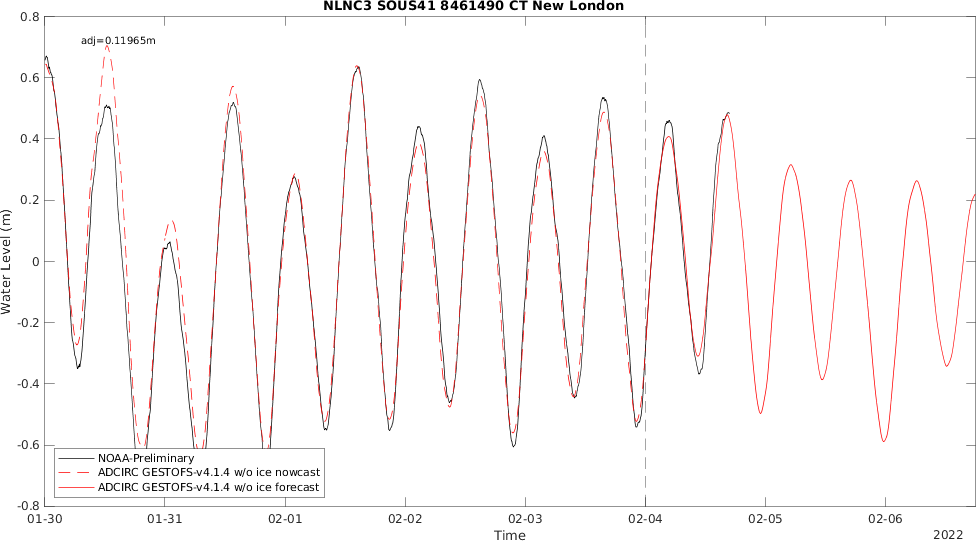 NLNC3 SOUS41 8461490 CT New London
adj=0.11965m
0.8
0.6
0.4
0.2
0
-0.2
-0.4
-0.6
-0.8
Water Level (m)
NOAA-Preliminary
ADCIRC GESTOFS-v4.1.4 w/o ice nowcast
ADCIRC GESTOFS-v4.1.4 w/o ice forecast
01-30 01-31 02-01 02-02 02-03 02-04 02-05 02-06
Time
2022